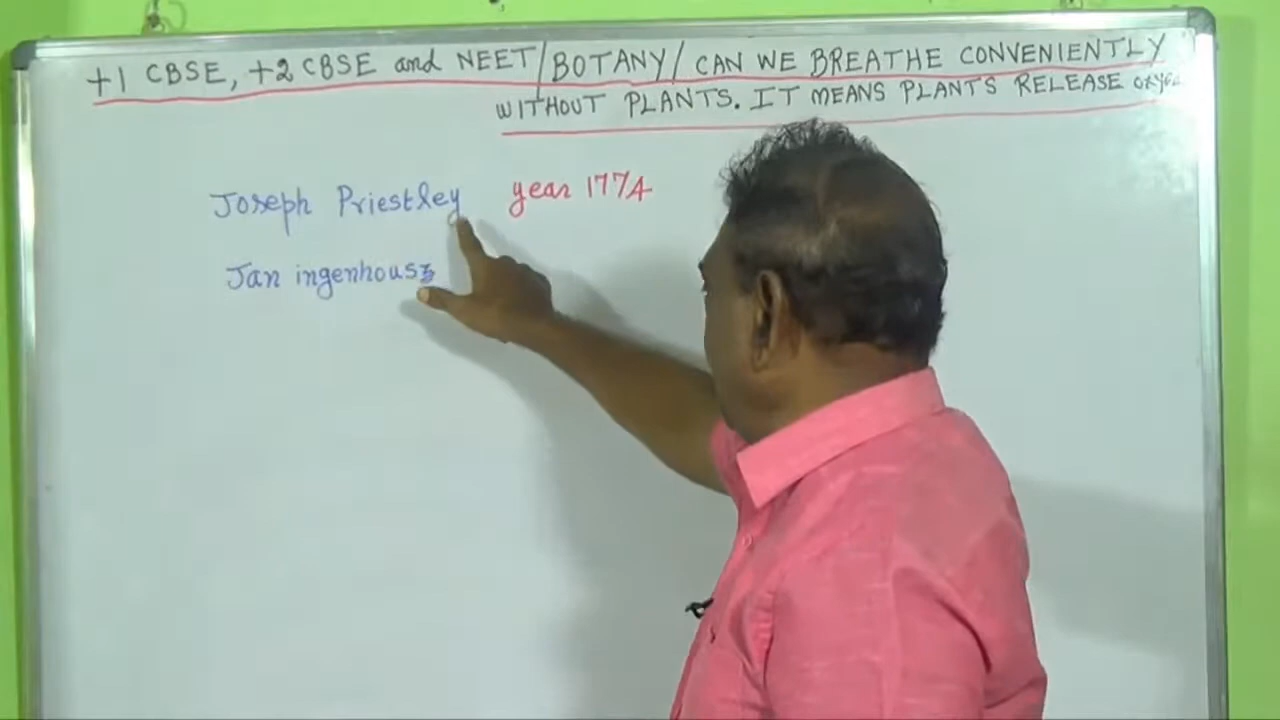 +1 CBSE, +2 CBSE and NEET/BOTANY/ CAN WE BREATHE CONVENIENTLY
WITHOUT PLANTS. IT MEANS PLANTS RELEASE
Joseph Priestley year 1774
Jan ingenhousz